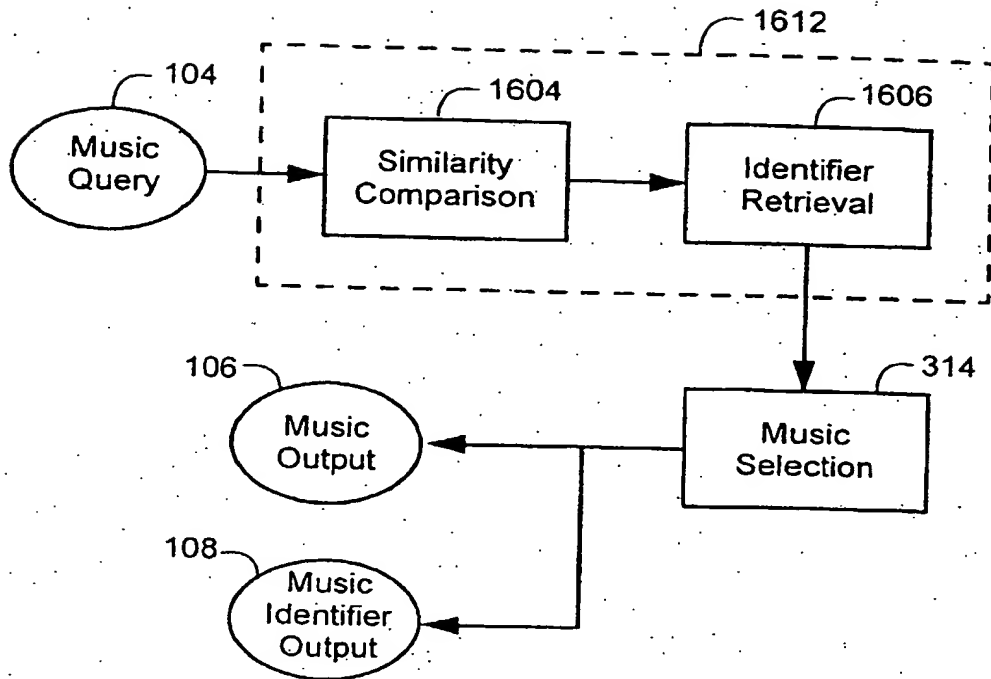 1612
104
1604
1606
Music
Query
Similarity
Comparison
Identifier
Retrieval
106
314
Music
Output
Music
Selection
108
Music
Identifier
Output